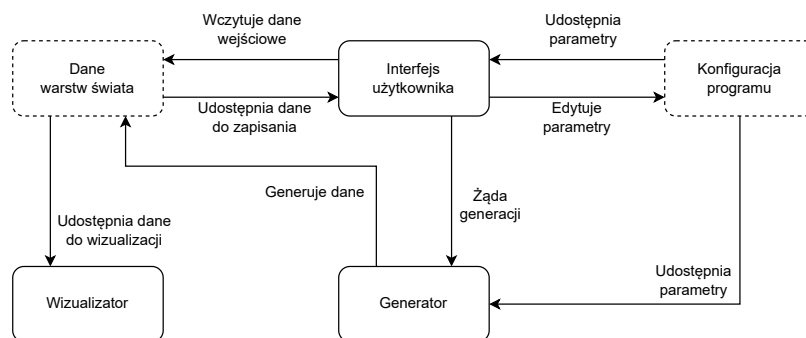 Wczytuje dane
wejściowe
Udostępnia
parametry
Dane
warstw świata
Interfejs
użytkownika
Konfiguracja
programu
Udostępnia dane
do zapisania
Edytuje
parametry
Generuje dane
Żąda
generacji
Udostępnia dane
do wizualizacji
Udostępnia
parametry
Wizualizator
Generator